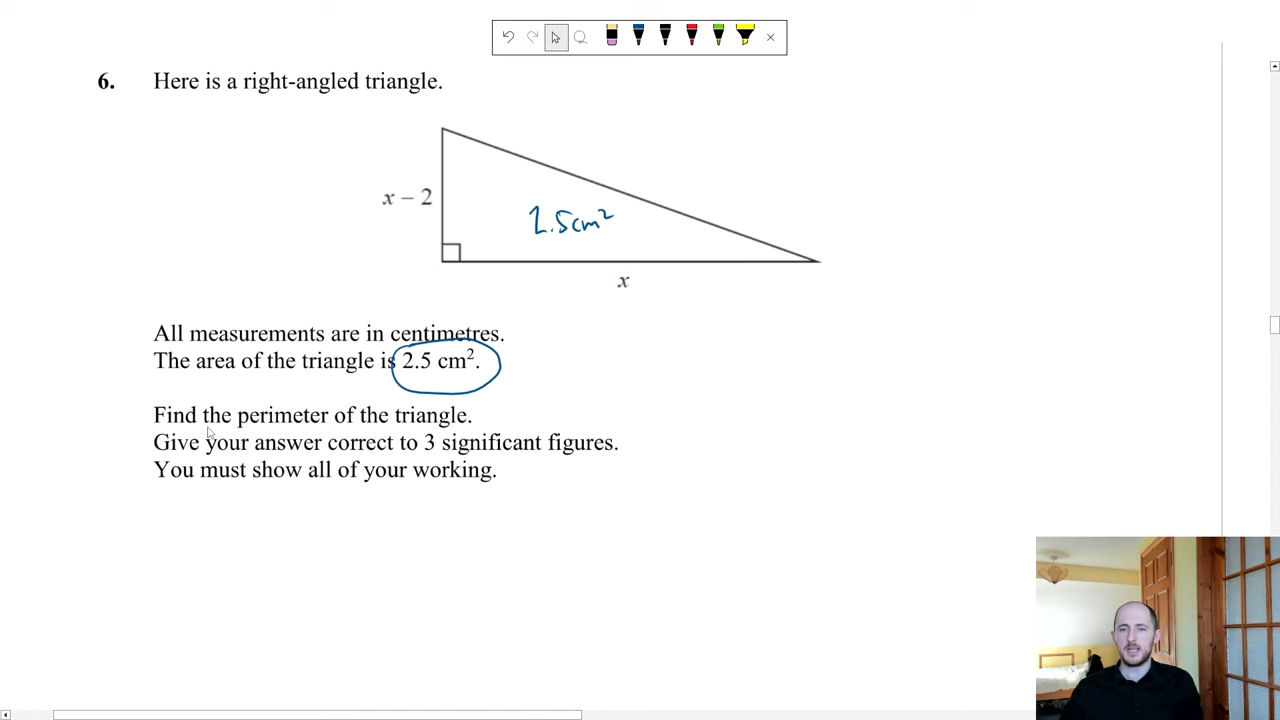 6. Here is a right-angled triangle.
x – 2
2.5cm²
x
All measurements are in centimetres.
The area of the triangle is 2.5 cm².
Find the perimeter of the triangle.
Give your answer correct to 3 significant figures.
You must show all of your working.